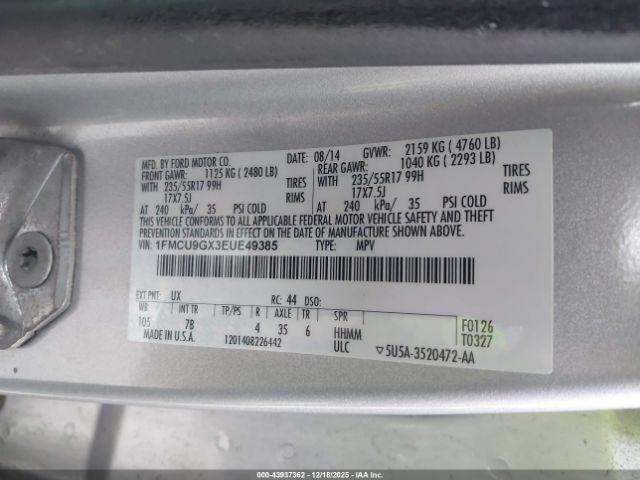 MFD. BY FORD MOTOR CO.
DATE: 08/14 GVWR: 2159 KG ( 4760 LB)
FRONT GAWR: 1125 KG ( 2480 LB)
REAR GAWR: 1040 KG ( 2293 LB)
WITH 235/55R17 99H TIRES
WITH 235/55R17 99H TIRES
17X7.5J RIMS
17X7.5J RIMS
AT 240 kPa/ 35 PSI COLD
AT 240 kPa/ 35 PSI COLD
THIS VEHICLE CONFORMS TO ALL APPLICABLE FEDERAL MOTOR VEHICLE SAFETY AND THEFT
PREVENTION STANDARDS IN EFFECT ON THE DATE OF MANUFACTURE SHOWN ABOVE.
VIN: 1FMCU9GX3EUE49385 TYPE: MPV
EXT PNT: UX RC: 44 DSO:
WB INT TR TP/PS R AXLE TR SPR
105 7B 4 35 6 HHMM F0126
MADE IN U.S.A. 1201408226442 ULC T0327
▽5U5A-3520472-AA
000-43937362 - 12/18/2025 - IAAI.com